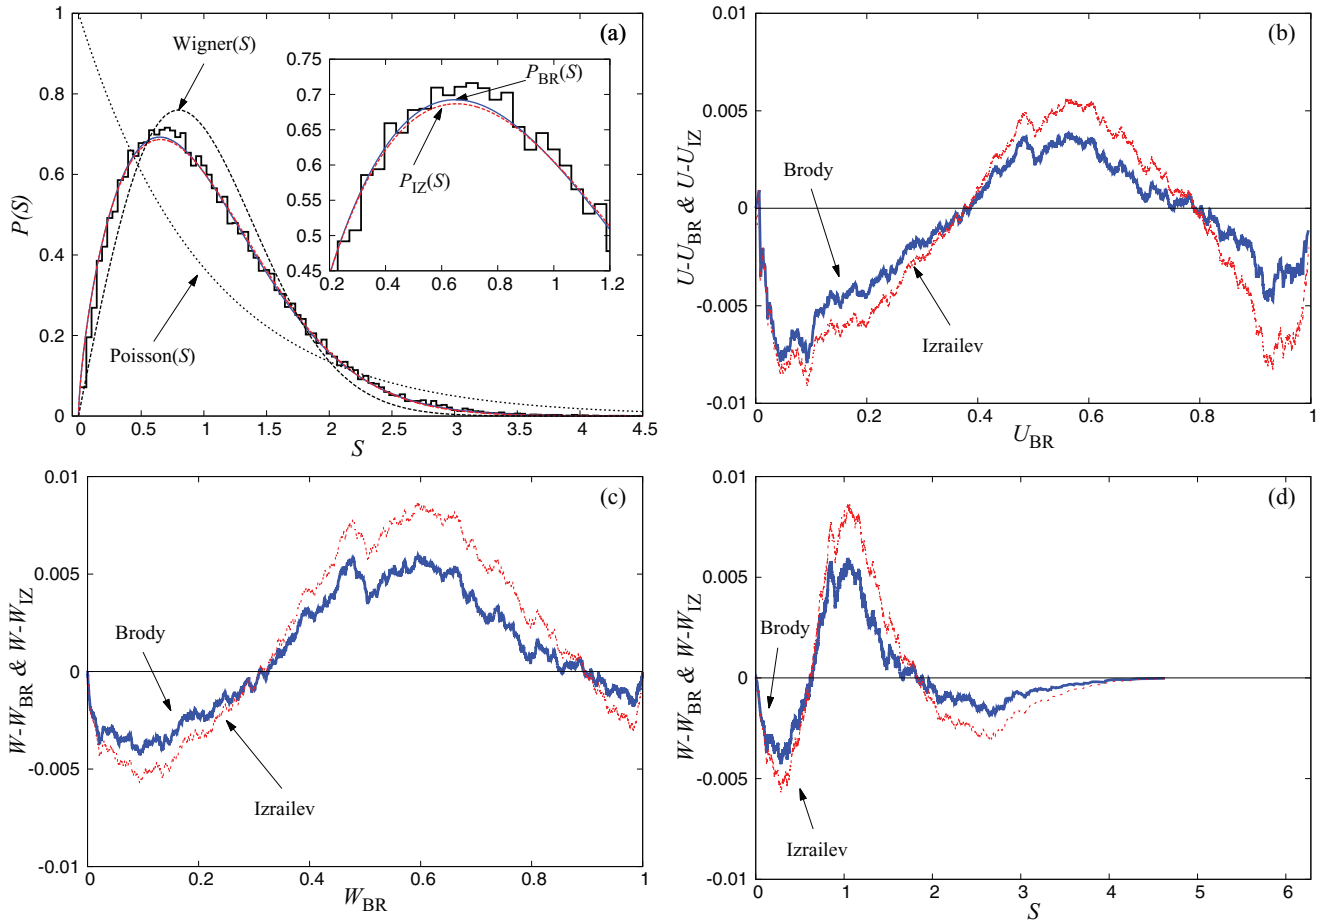 (a)
Wigner(S)
Poisson(S)
P(S)
1
0.8
0.6
0.4
0.2
0
0 0.5 1 1.5 2 2.5 3 3.5 4 4.5
S
0.75
0.7
0.65
0.6
0.55
0.5
0.45
0.2 0.4 0.6 0.8 1 1.2
P_BR(S)
P_IZ(S)
(b)
U-U_BR & U-U_IZ
0.01
0.005
0
-0.005
-0.01
0 0.2 0.4 0.6 0.8 1
U_BR
Brody
Izrailev
(c)
W-W_BR & W-W_IZ
0.01
0.005
0
-0.005
-0.01
0 0.2 0.4 0.6 0.8 1
W_BR
Brody
Izrailev
(d)
W-W_BR & W-W_IZ
0.01
0.005
0
-0.005
-0.01
0 1 2 3 4 5 6
S
Brody
Izrailev